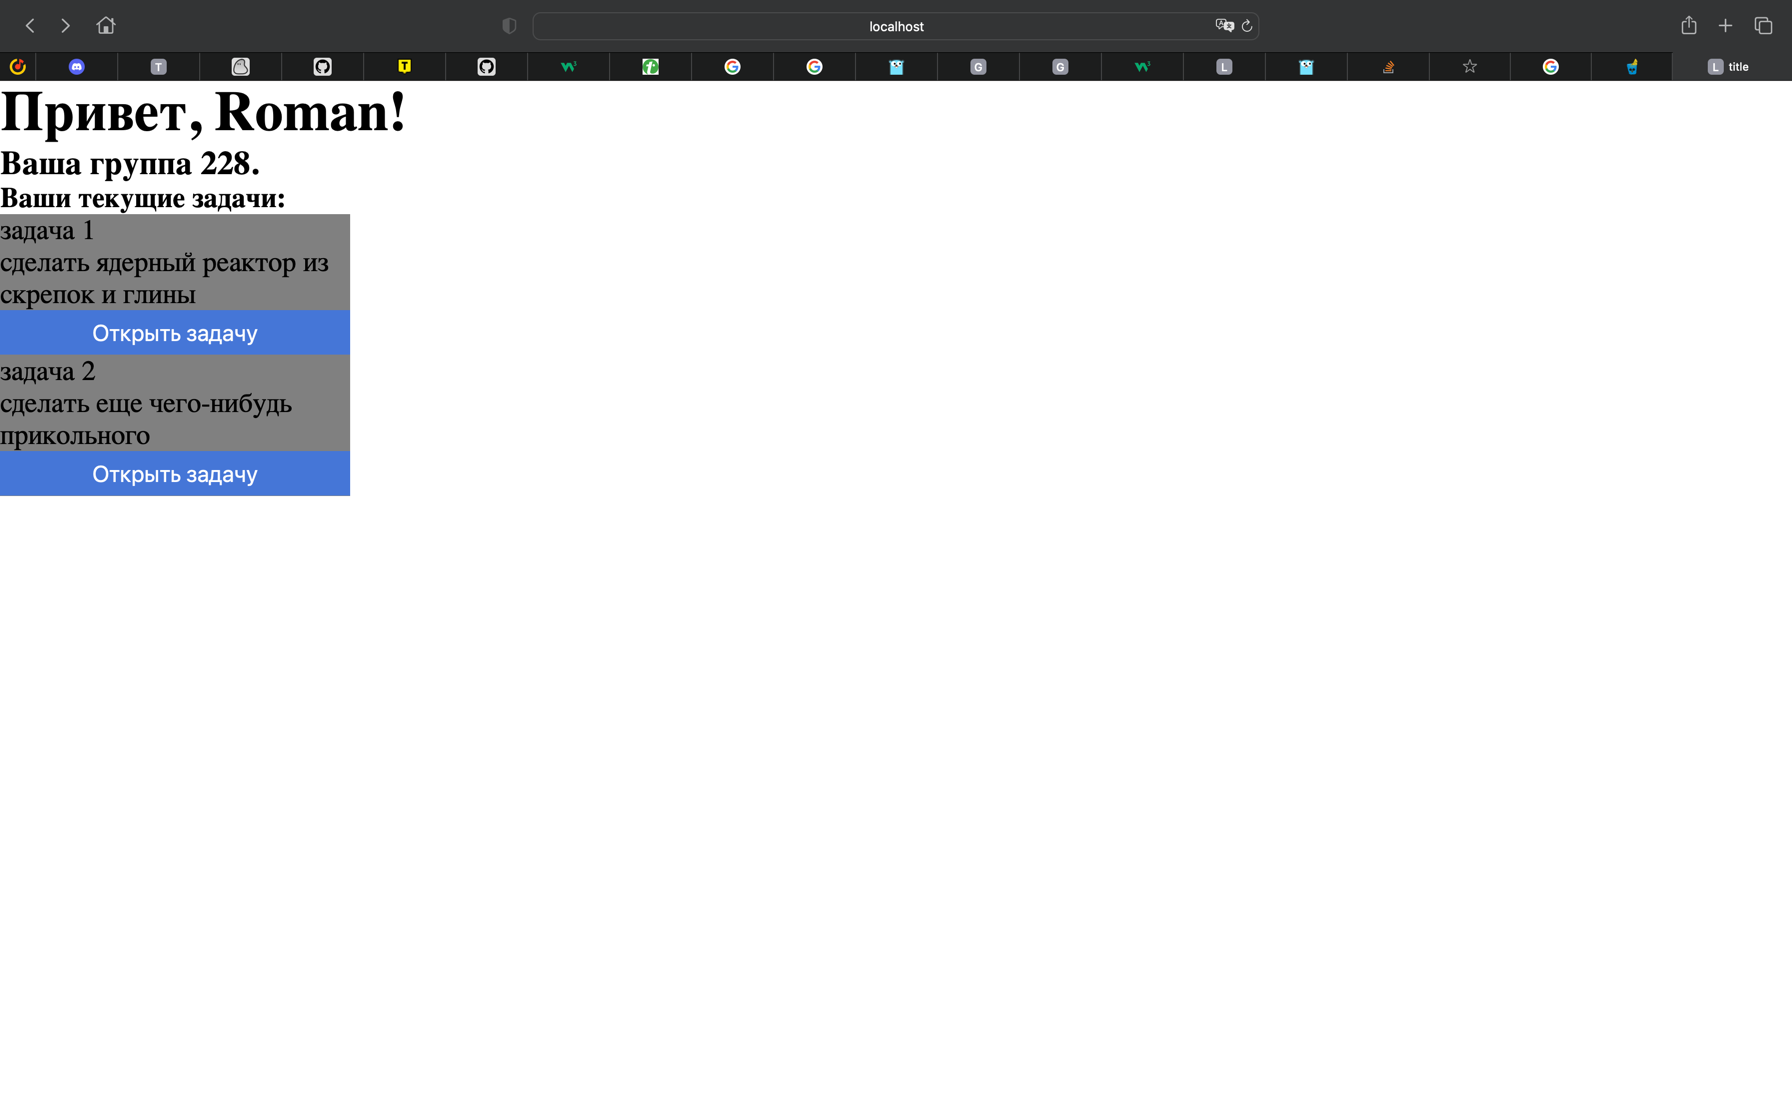 localhost
title
Привет, Roman!
Ваша группа 228.
Ваши текущие задачи:
задача 1
сделать ядерный реактор из
скрепок и глины
Открыть задачу
задача 2
сделать еще чего-нибудь
прикольного
Открыть задачу